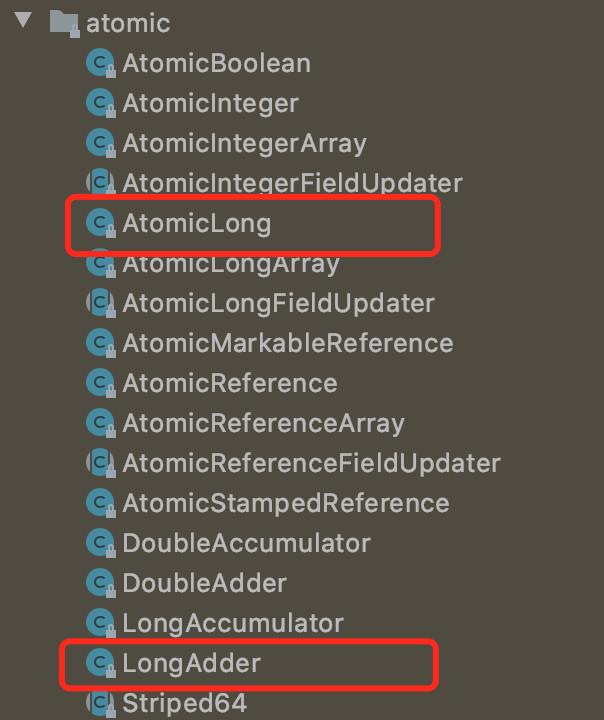 atomic
AtomicBoolean
AtomicInteger
AtomicIntegerArray
AtomicIntegerFieldUpdater
AtomicLong
AtomicLongArray
AtomicLongFieldUpdater
AtomicMarkableReference
AtomicReference
AtomicReferenceArray
AtomicReferenceFieldUpdater
AtomicStampedReference
DoubleAccumulator
DoubleAdder
LongAccumulator
LongAdder
Striped64